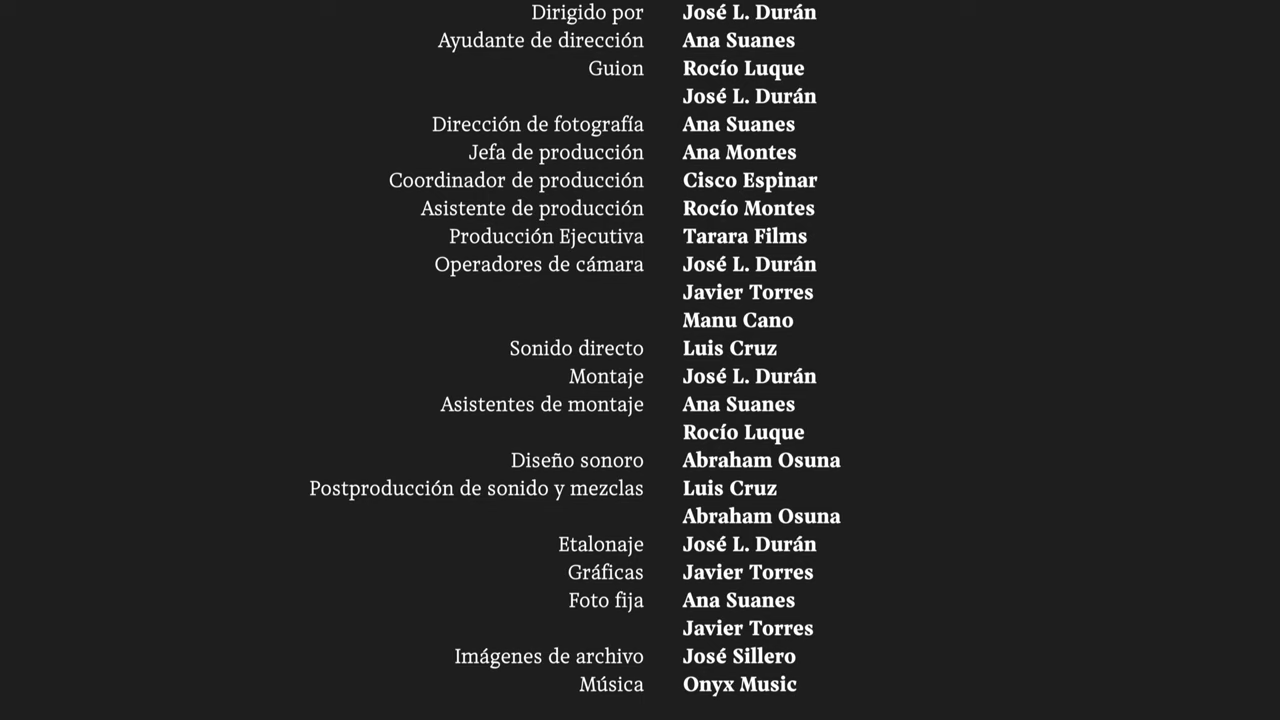 Dirigido por José L. Durán
Ayudante de dirección Ana Suanes
Guion Rocío Luque
José L. Durán
Dirección de fotografía Ana Suanes
Jefa de producción Ana Montes
Coordinador de producción Cisco Espinar
Asistente de producción Rocío Montes
Producción Ejecutiva Tarara Films
Operadores de cámara José L. Durán
Javier Torres
Manu Cano
Sonido directo Luis Cruz
Montaje José L. Durán
Asistentes de montaje Ana Suanes
Rocío Luque
Diseño sonoro Abraham Osuna
Postproducción de sonido y mezclas Luis Cruz
Abraham Osuna
Etalonaje José L. Durán
Gráficas Javier Torres
Foto fija Ana Suanes
Javier Torres
Imágenes de archivo José Sillero
Música Onyx Music